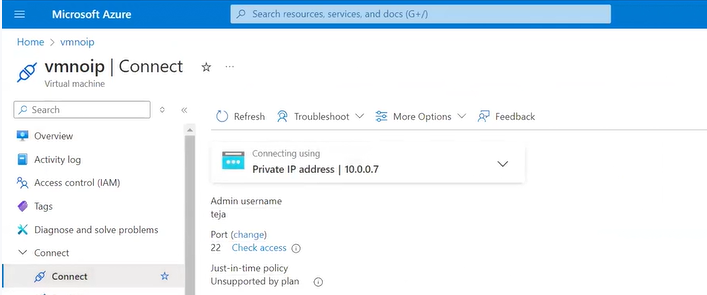 Microsoft Azure
Search resources, services, and docs (G+/)
Home > vmnoip
vmnoip | Connect
Virtual machine
Search
Overview
Activity log
Access control (IAM)
Tags
Diagnose and solve problems
Connect
Connect
Refresh Troubleshoot More Options Feedback
Connecting using
Private IP address | 10.0.0.7
Admin username
teja
Port (change)
22 Check access
Just-in-time policy
Unsupported by plan